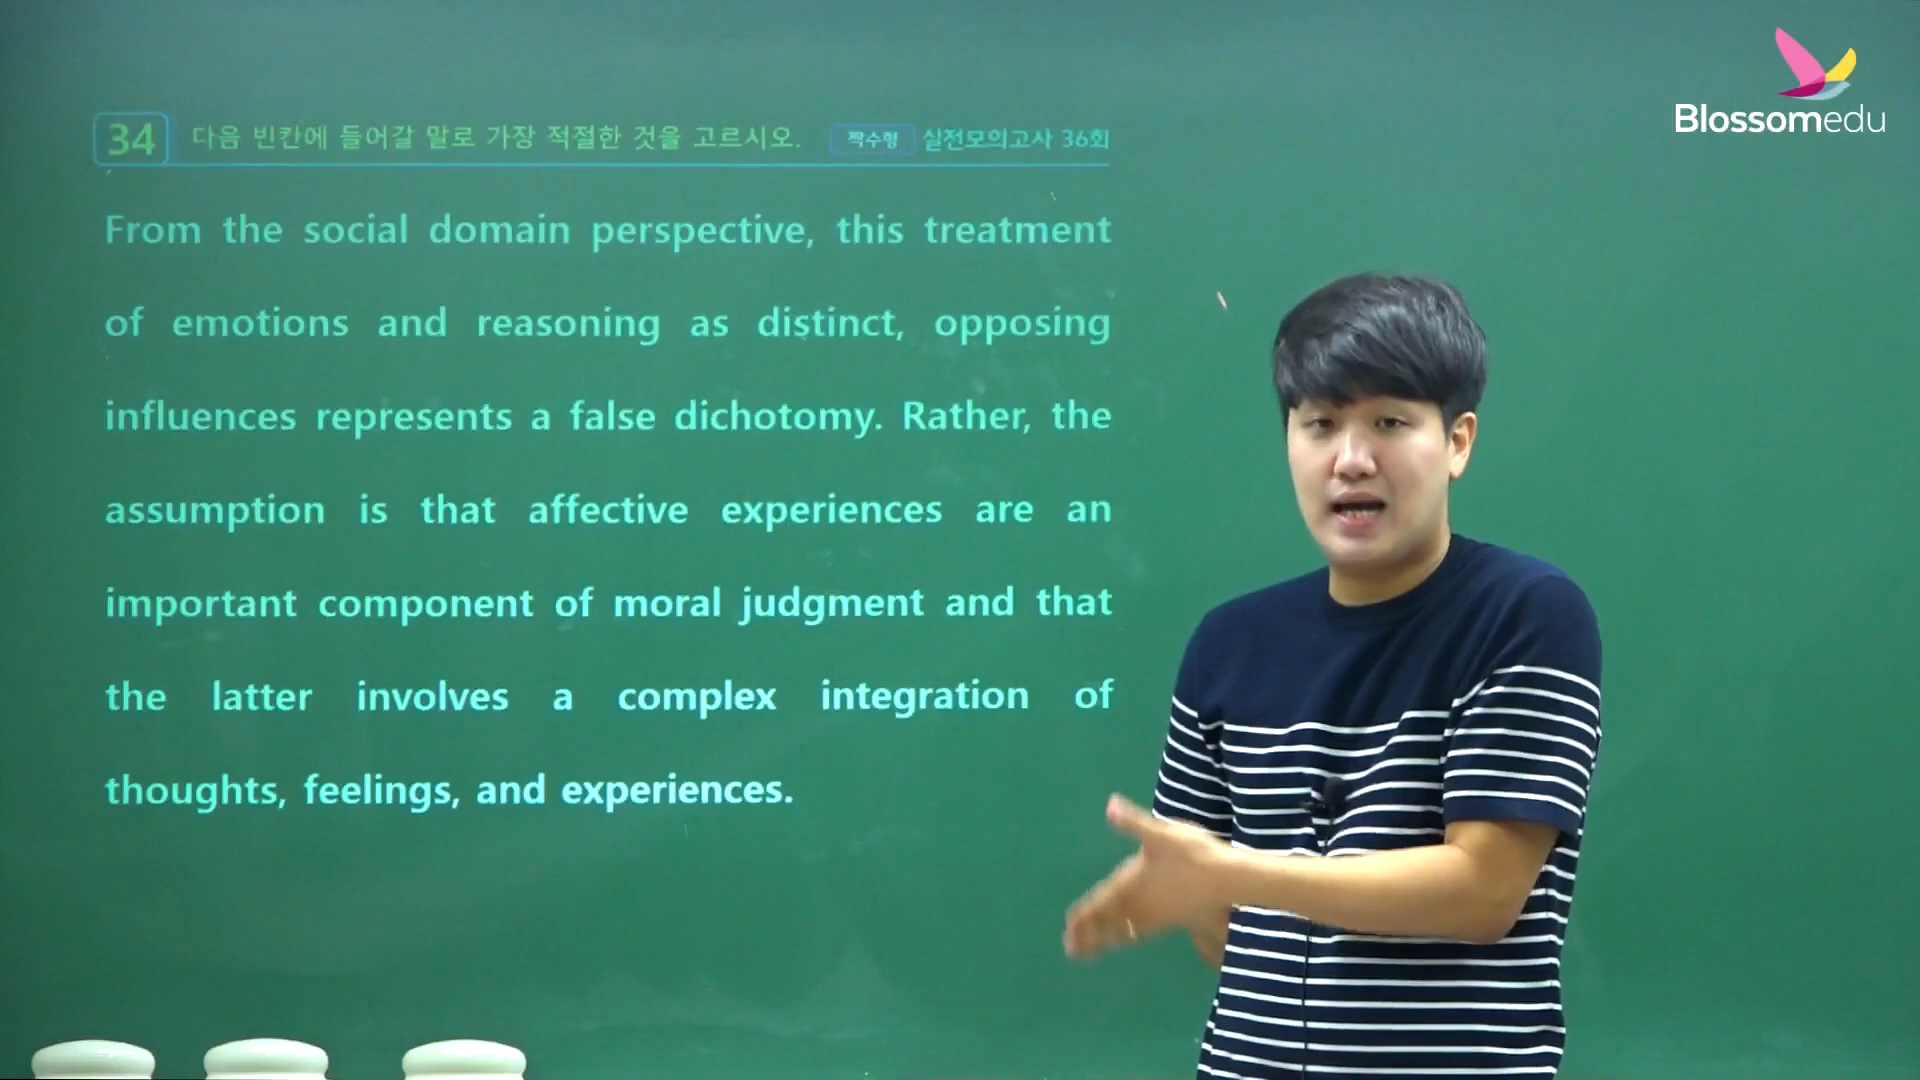 Blossomedu
34 다음 빈칸에 들어갈 말로 가장 적절한 것을 고르시오. 짝수형 실전모의고사 36회
From the social domain perspective, this treatment
of emotions and reasoning as distinct, opposing
influences represents a false dichotomy. Rather, the
assumption is that affective experiences are an
important component of moral judgment and that
the latter involves a complex integration of
thoughts, feelings, and experiences.